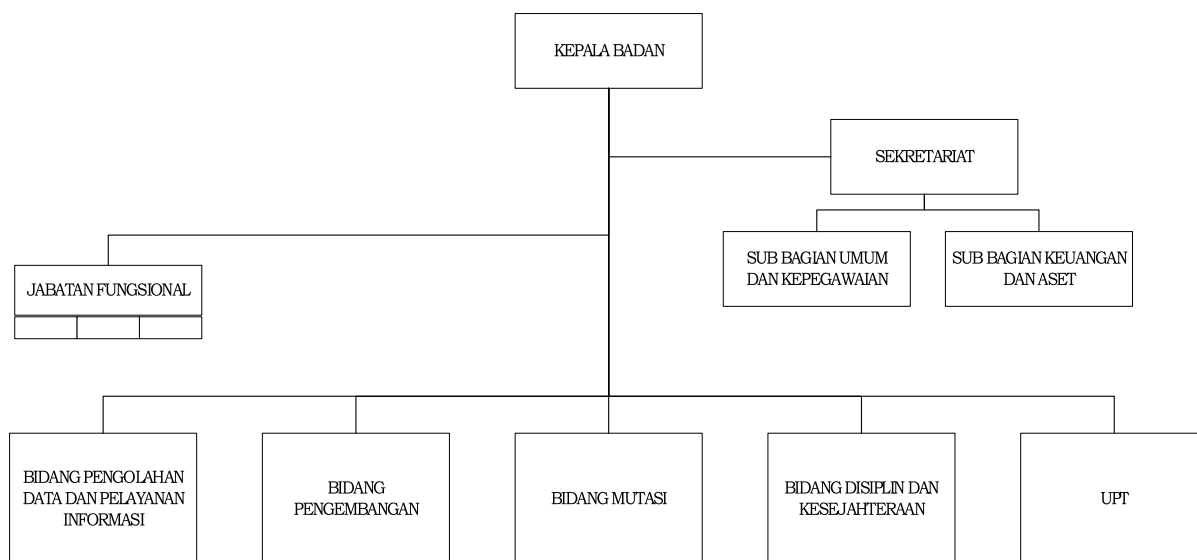 KEPALA BADAN
SEKRETARIAT
SUB BAGIAN UMUM
DAN KEPEGAWAIAN
SUB BAGIAN KEUANGAN
DAN ASET
JABATAN FUNGSIONAL
BIDANG PENGOLAHAN
DATA DAN PELAYANAN
INFORMASI
BIDANG
PENGEMBANGAN
BIDANG MUTASI
BIDANG DISIPLIN DAN
KESEJAHTERAAN
UPT